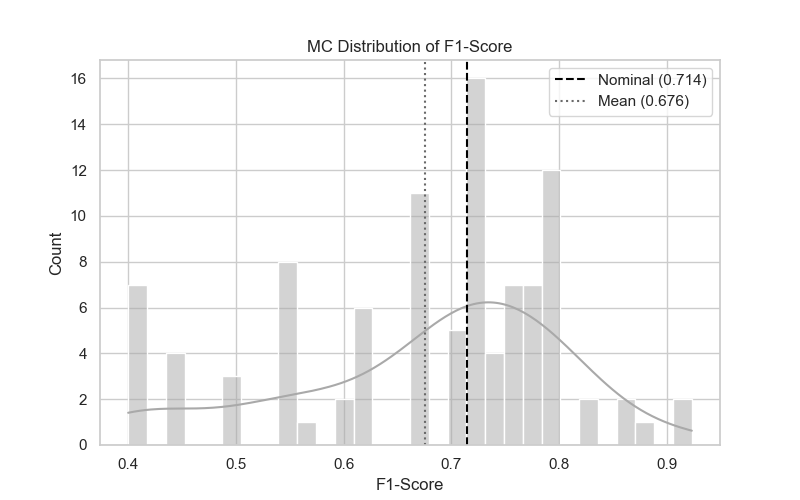 MC Distribution of F1-Score
Nominal (0.714)
Mean (0.676)
Count
16
14
12
10
8
6
4
2
0
0.4 0.5 0.6 0.7 0.8 0.9
F1-Score